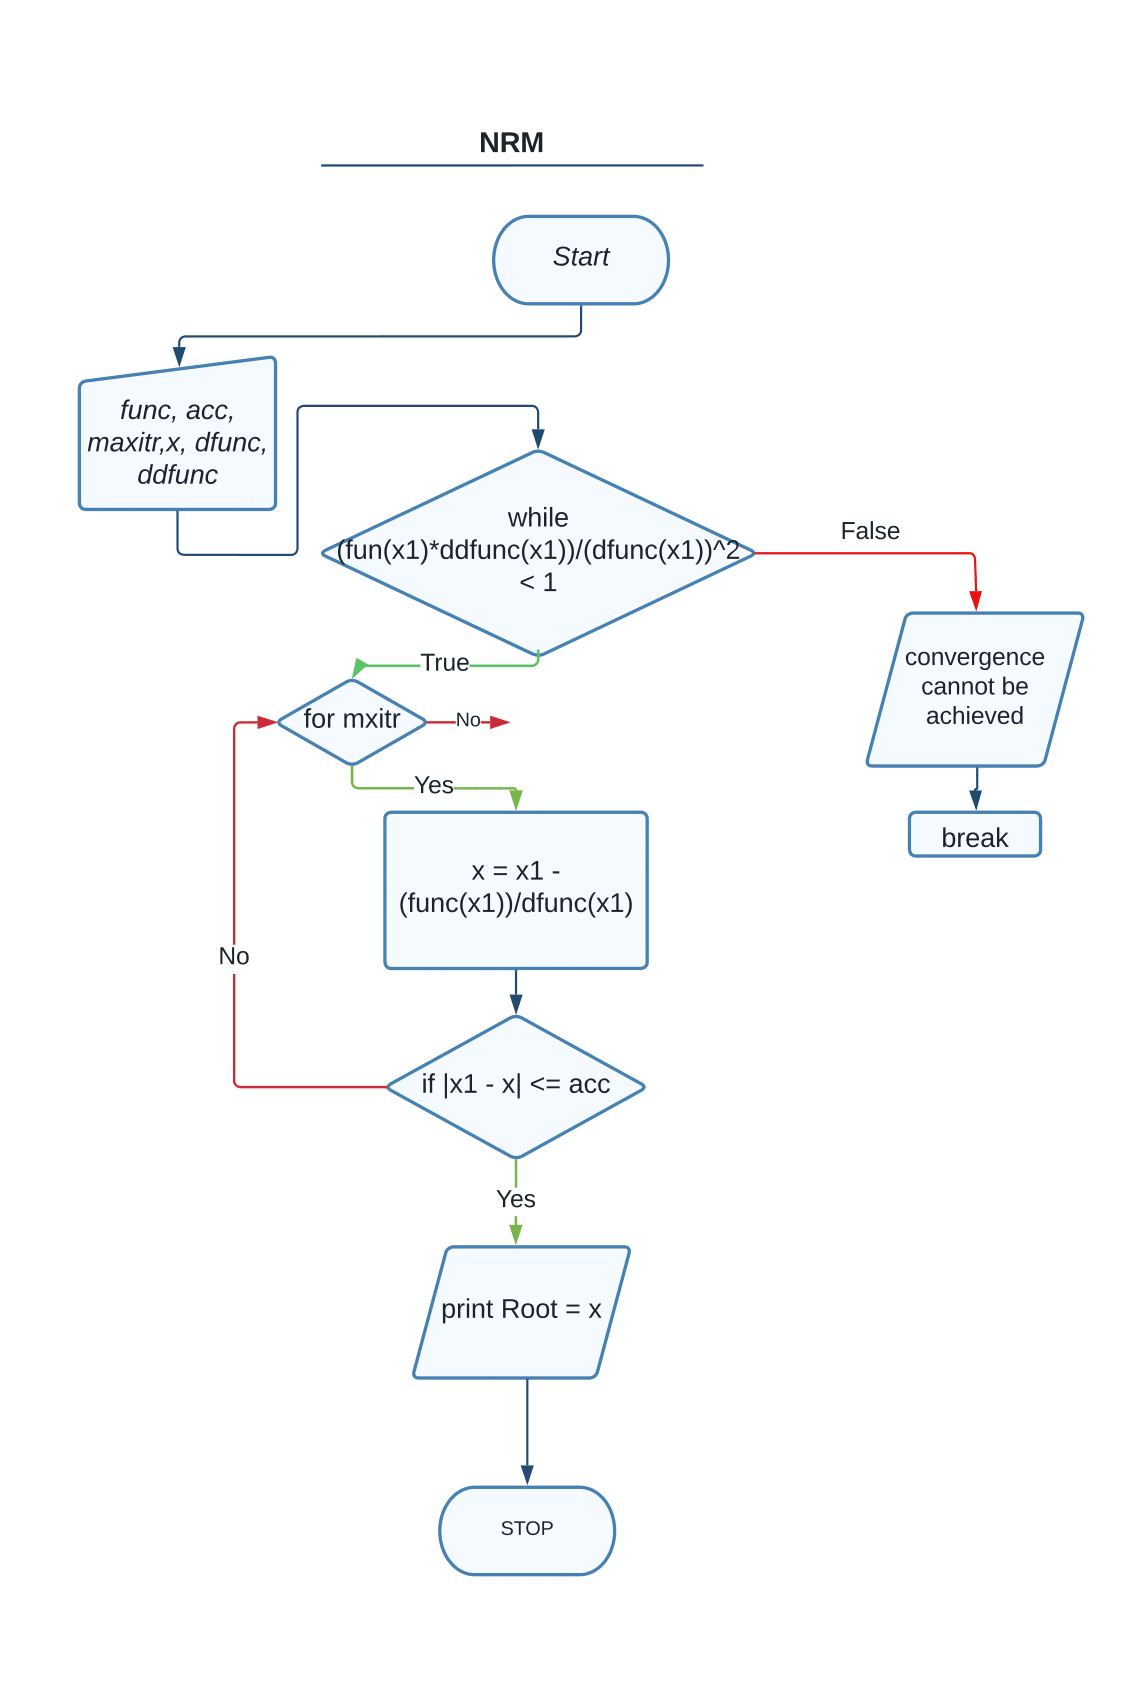 NRM
Start
func, acc,
maxitr,x, dfunc,
ddfunc
while
(fun(x1)*ddfunc(x1))/(dfunc(x1))^2
< 1
False
True
convergence
cannot be
achieved
for mxitr
No
Yes
break
x = x1 -
(func(x1))/dfunc(x1)
No
if |x1 - x| <= acc
Yes
print Root = x
STOP